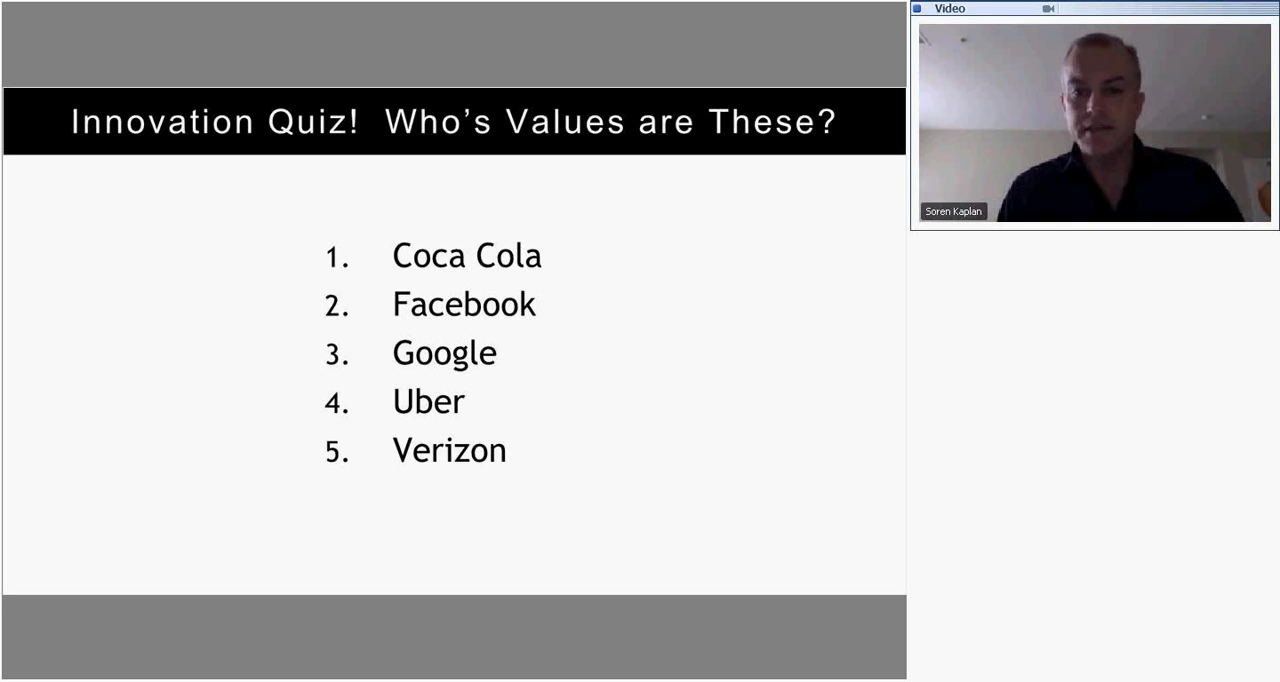 Innovation Quiz! Who's Values are These?
1. Coca Cola
2. Facebook
3. Google
4. Uber
5. Verizon
Video
Soren Kaplan